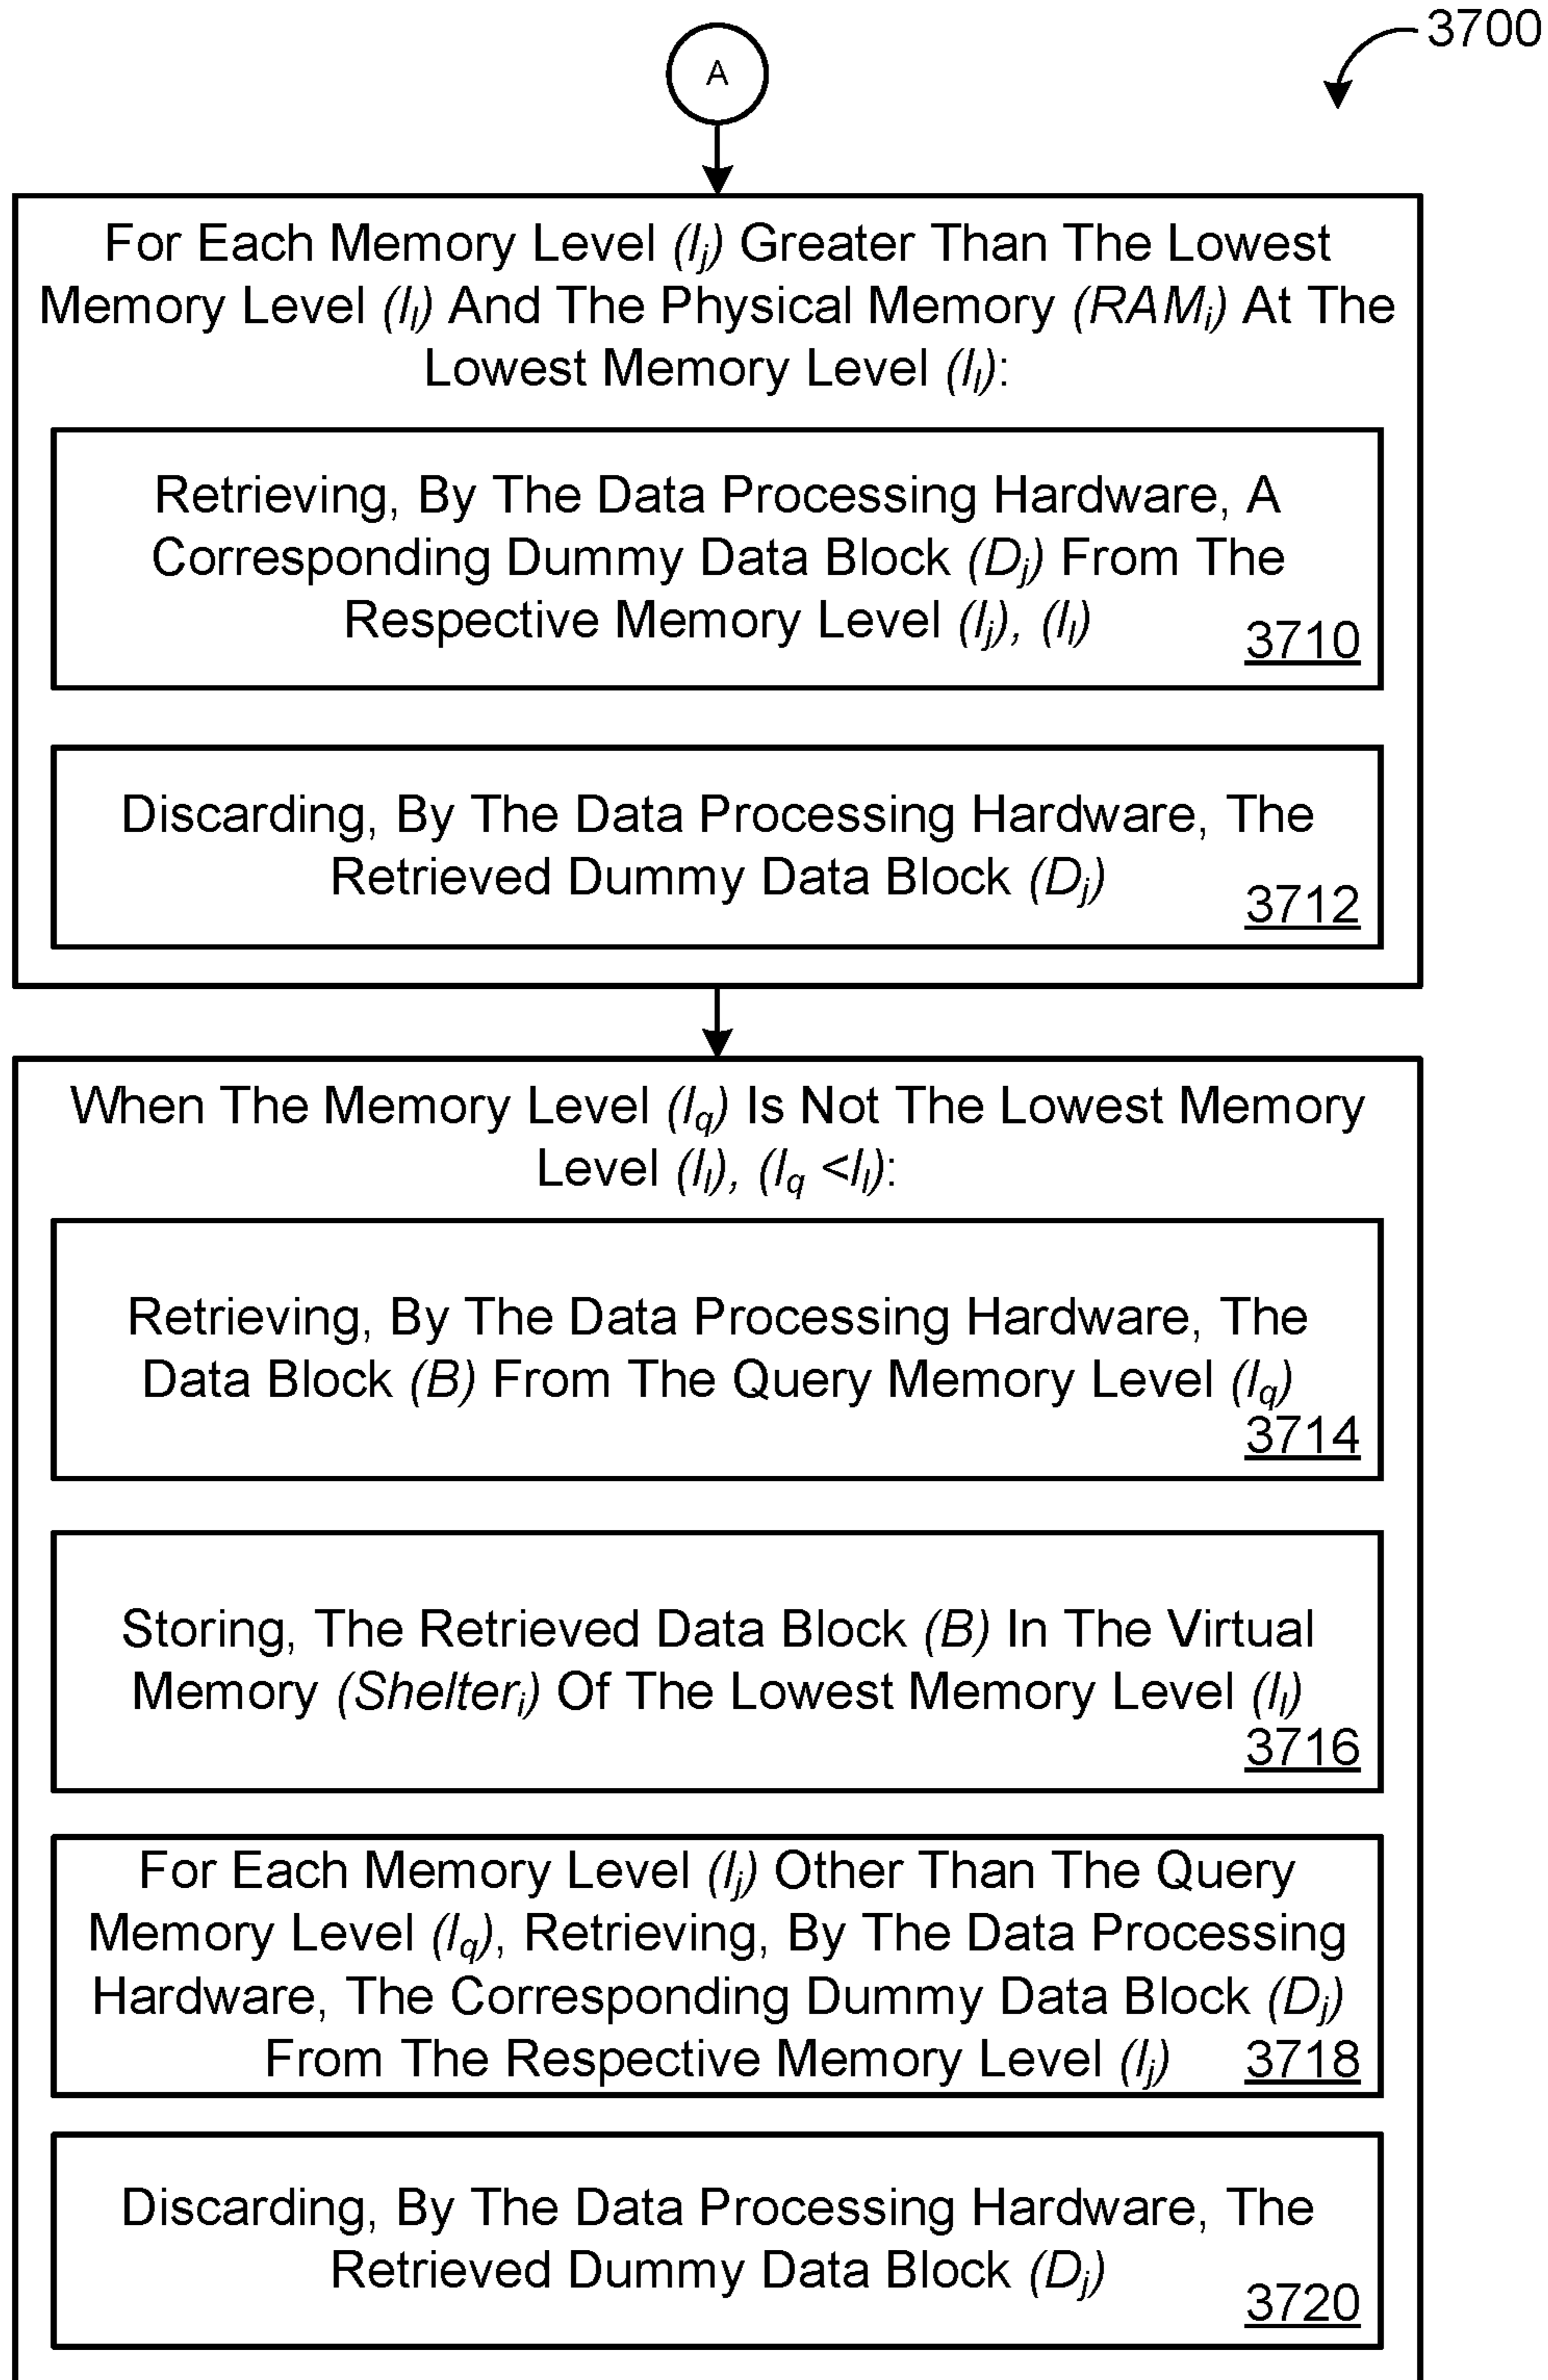 3700
A
For Each Memory Level (lj) Greater Than The Lowest
Memory Level (ll) And The Physical Memory (RAMi) At The
Lowest Memory Level (ll):
Retrieving, By The Data Processing Hardware, A
Corresponding Dummy Data Block (Dj) From The
Respective Memory Level (lj), (ll)
3710
Discarding, By The Data Processing Hardware, The
Retrieved Dummy Data Block (Dj)
3712
When The Memory Level (lq) Is Not The Lowest Memory
Level (ll), (lq <ll):
Retrieving, By The Data Processing Hardware, The
Data Block (B) From The Query Memory Level (lq)
3714
Storing, The Retrieved Data Block (B) In The Virtual
Memory (Shelteri) Of The Lowest Memory Level (ll)
3716
For Each Memory Level (lj) Other Than The Query
Memory Level (lq), Retrieving, By The Data Processing
Hardware, The Corresponding Dummy Data Block (Dj)
From The Respective Memory Level (lj) 3718
Discarding, By The Data Processing Hardware, The
Retrieved Dummy Data Block (Dj)
3720